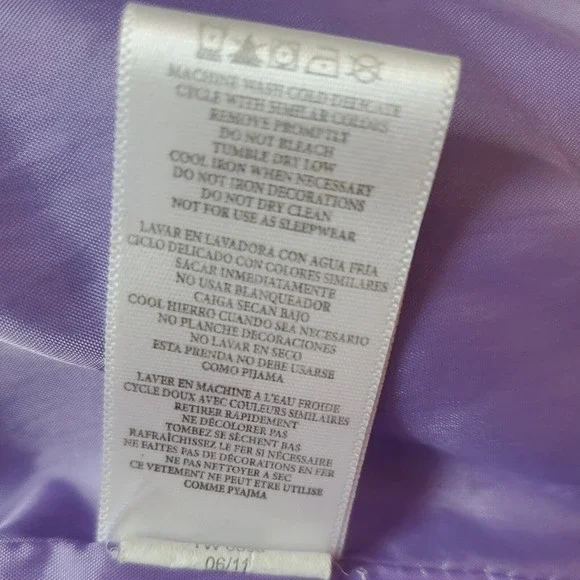 MACHINE WASH COLD DELICATE
CYCLE WITH SIMILAR COLORS
REMOVE PROMPTLY
DO NOT BLEACH
TUMBLE DRY LOW
COOL IRON WHEN NECESSARY
DO NOT IRON DECORATIONS
DO NOT DRY CLEAN
NOT FOR USE AS SLEEPWEAR
LAVAR EN LAVADORA CON AGUA FRIA
CICLO DELICADO CON COLORES SIMILARES
SACAR INMEDIATAMENTE
NO USAR BLANQUEADOR
CAIGA SECAN BAJO
COOL HIERRO CUANDO SEA NECESARIO
NO PLANCHE DECORACIONES
NO LAVAR EN SECO
ESTA PRENDA NO DEBE USARSE
COMO PIJAMA
LAVER EN MACHINE A L'EAU FROIDE
CYCLE DOUX AVEC COULEURS SIMILAIRES
RETIRER RAPIDEMENT
NE DÉCOLORER PAS
TOMBEZ SE SÈCHENT BAS
RAFRAÎCHISSEZ LE FER SI NÉCESSAIRE
NE FAITES PAS DE DÉCORATIONS EN FER
NE PAS NETTOYER A SEC
CE VETEMENT NE PEUT ETRE UTILISE
COMME PYAJMA
06/11